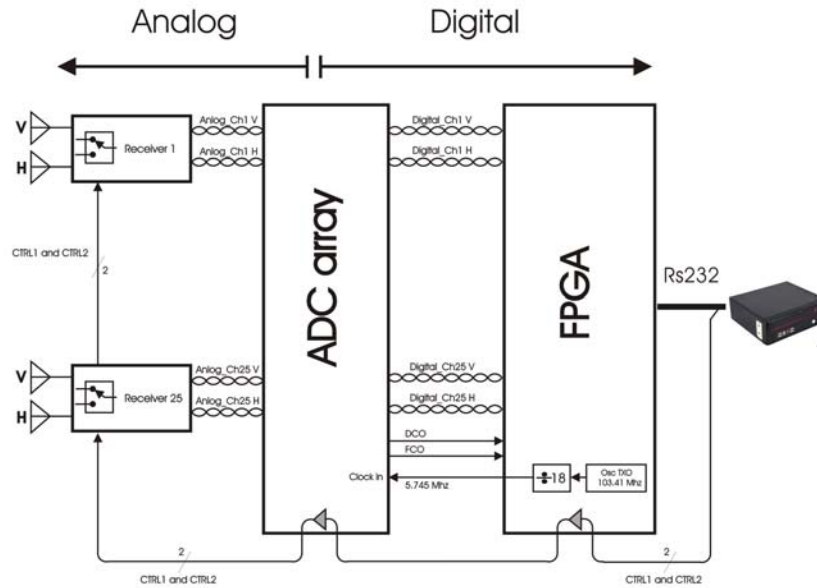 Analog
Digital
V
H
Receiver 1
Anlog_Ch1 V
Anlog_Ch1 H
Digital_Ch1 V
Digital_Ch1 H
CTRL1 and CTRL2
2
ADC array
FPGA
Rs232
V
H
Receiver 25
Anlog_Ch25 V
Anlog_Ch25 H
Digital_Ch25 V
Digital_Ch25 H
DCO
FCO
Clock in
5.745 Mhz
÷18
Osc TXO
103.41 Mhz
2
CTRL1 and CTRL2
2
CTRL1 and CTRL2